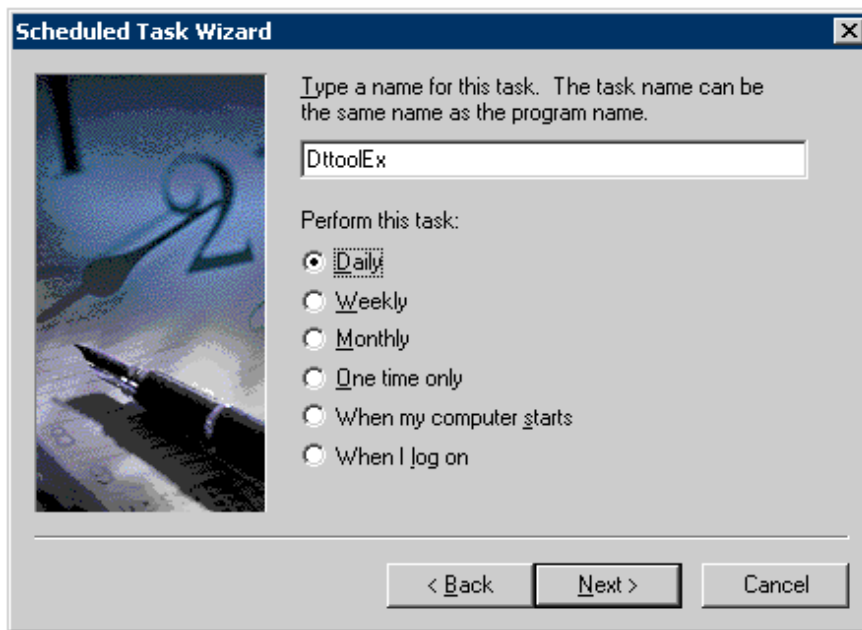 Scheduled Task Wizard
Type a name for this task. The task name can be
the same name as the program name.
DttoolEx
Perform this task:
Daily
Weekly
Monthly
One time only
When my computer starts
When I log on
< Back
Next >
Cancel